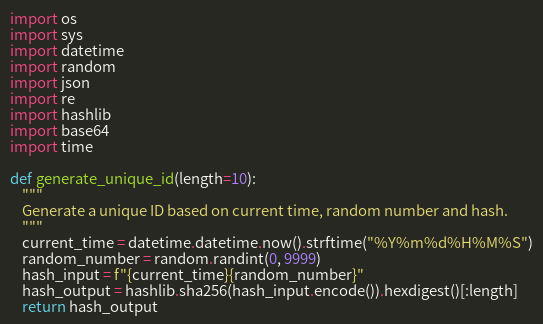 import os
import sys
import datetime
import random
import json
import re
import hashlib
import base64
import time

def generate_unique_id(length=10):
    """
    Generate a unique ID based on current time, random number and hash.
    """
    current_time = datetime.datetime.now().strftime("%Y%m%d%H%M%S")
    random_number = random.randint(0, 9999)
    hash_input = f"{current_time}{random_number}"
    hash_output = hashlib.sha256(hash_input.encode()).hexdigest()[:length]
    return hash_output